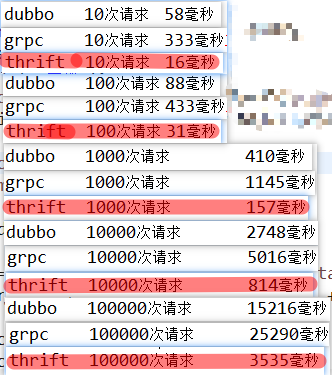 dubbo 10次请求 58毫秒
grpc 10次请求 333毫秒
thrift 10次请求 16毫秒
dubbo 100次请求 88毫秒
grpc 100次请求 433毫秒
thrift 100次请求 31毫秒
dubbo 1000次请求 410毫秒
grpc 1000次请求 1145毫秒
thrift 1000次请求 157毫秒
dubbo 10000次请求 2748毫秒
grpc 10000次请求 5016毫秒
thrift 10000次请求 814毫秒
dubbo 100000次请求 15216毫秒
grpc 100000次请求 25290毫秒
thrift 100000次请求 3535毫秒